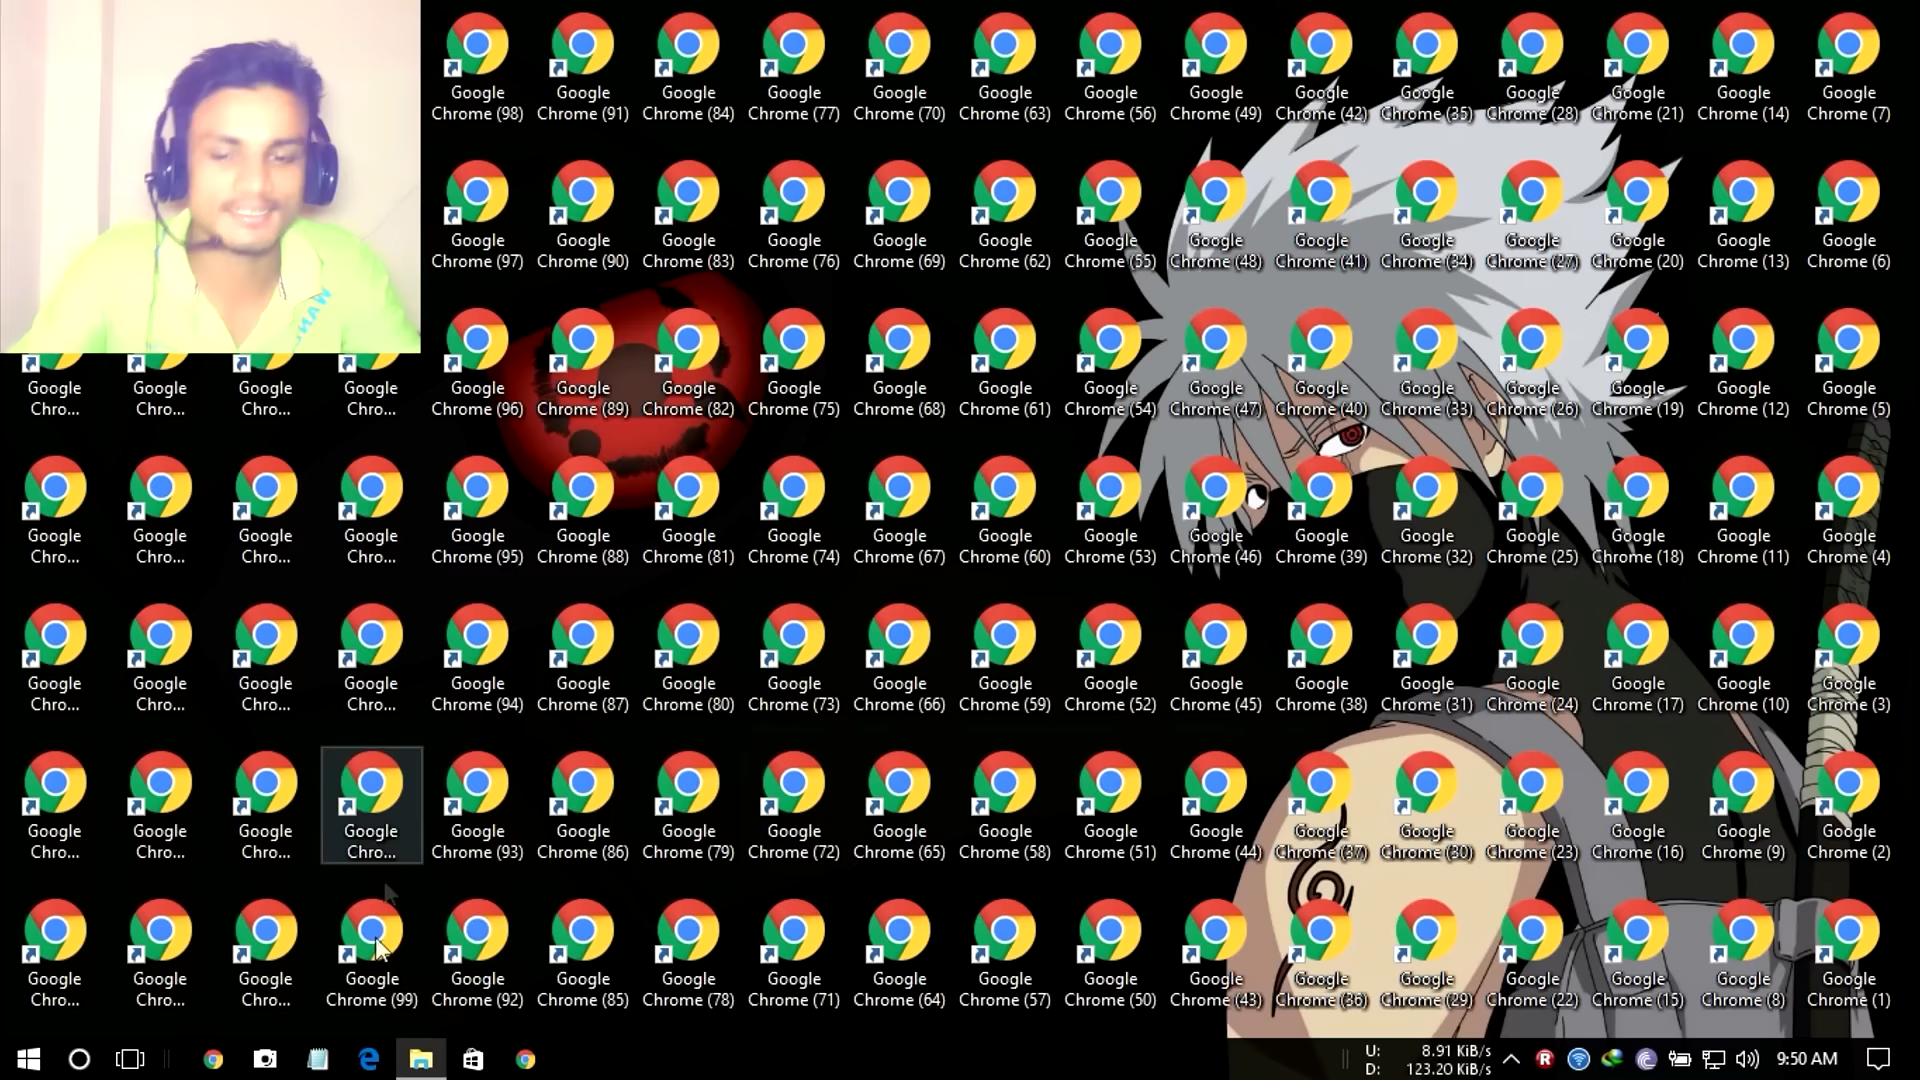 Google Google Google Google Google Google Google Google Google Google Google Google Google Google
Chrome (98) Chrome (91) Chrome (84) Chrome (77) Chrome (70) Chrome (63) Chrome (56) Chrome (49) Chrome (42) Chrome (35) Chrome (28) Chrome (21) Chrome (14) Chrome (7)
Google Google Google Google Google Google Google Google Google Google Google Google Google Google
Chrome (97) Chrome (90) Chrome (83) Chrome (76) Chrome (69) Chrome (62) Chrome (55) Chrome (48) Chrome (41) Chrome (34) Chrome (27) Chrome (20) Chrome (13) Chrome (6)
Google Google Google Google Google Google Google Google Google Google Google Google Google Google Google Google Google Google
Chro... Chro... Chro... Chro... Chrome (96) Chrome (89) Chrome (82) Chrome (75) Chrome (68) Chrome (61) Chrome (54) Chrome (47) Chrome (40) Chrome (33) Chrome (26) Chrome (19) Chrome (12) Chrome (5)
Google Google Google Google Google Google Google Google Google Google Google Google Google Google Google Google Google Google
Chro... Chro... Chro... Chro... Chrome (95) Chrome (88) Chrome (81) Chrome (74) Chrome (67) Chrome (60) Chrome (53) Chrome (46) Chrome (39) Chrome (32) Chrome (25) Chrome (18) Chrome (11) Chrome (4)
Google Google Google Google Google Google Google Google Google Google Google Google Google Google Google Google Google Google
Chro... Chro... Chro... Chro... Chrome (94) Chrome (87) Chrome (80) Chrome (73) Chrome (66) Chrome (59) Chrome (52) Chrome (45) Chrome (38) Chrome (31) Chrome (24) Chrome (17) Chrome (10) Chrome (3)
Google Google Google Google Google Google Google Google Google Google Google Google Google Google Google Google Google Google
Chro... Chro... Chro... Chro... Chrome (93) Chrome (86) Chrome (79) Chrome (72) Chrome (65) Chrome (58) Chrome (51) Chrome (44) Chrome (37) Chrome (30) Chrome (23) Chrome (16) Chrome (9) Chrome (2)
Google Google Google Google Google Google Google Google Google Google Google Google Google Google Google Google Google Google
Chro... Chro... Chro... Chrome (99) Chrome (92) Chrome (85) Chrome (78) Chrome (71) Chrome (64) Chrome (57) Chrome (50) Chrome (43) Chrome (36) Chrome (29) Chrome (22) Chrome (15) Chrome (8) Chrome (1)
U: 8.91 KiB/s
D: 123.20 KiB/s
R
9:50 AM